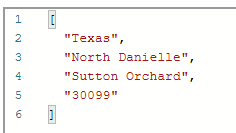 1 [
2 "Texas",
3 "North Danielle",
4 "Sutton Orchard",
5 "30099"
6 ]